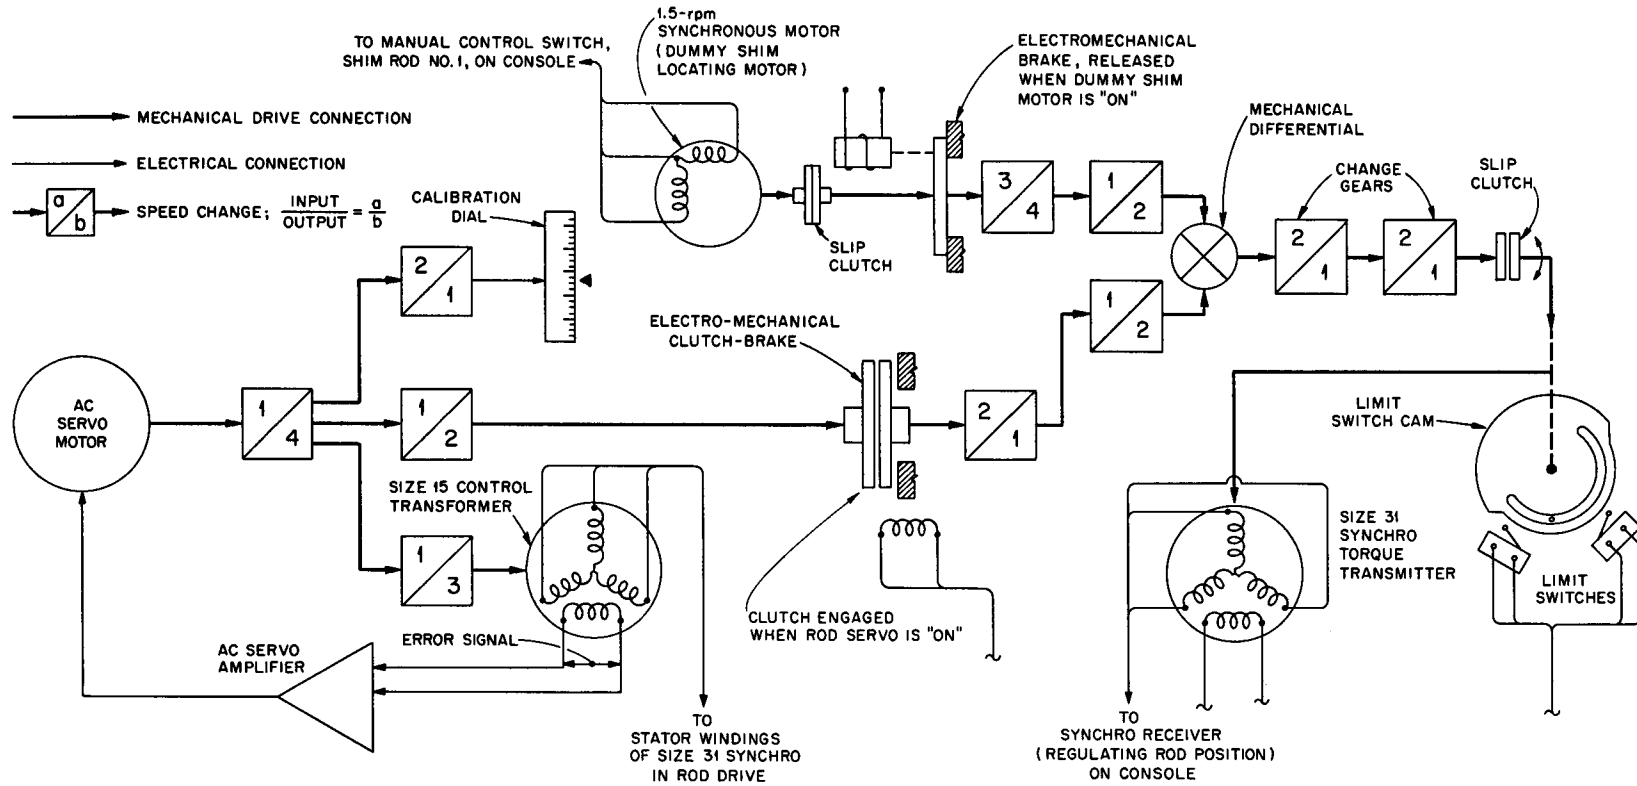 1.5-rpm
SYNCHRONOUS MOTOR
(DUMMY SHIM
LOCATING MOTOR)
TO MANUAL CONTROL SWITCH,
SHIM ROD NO. 1, ON CONSOLE
ELECTROMECHANICAL
BRAKE, RELEASED
WHEN DUMMY SHIM
MOTOR IS "ON"
MECHANICAL
DIFFERENTIAL
MECHANICAL DRIVE CONNECTION
ELECTRICAL CONNECTION
a
b
SPEED CHANGE; INPUT
OUTPUT = a
b
CALIBRATION
DIAL
SLIP
CLUTCH
3
4
1
2
CHANGE
GEARS
SLIP
CLUTCH
2
1
2
1
2
1
ELECTRO-MECHANICAL
CLUTCH-BRAKE
1
2
AC
SERVO
MOTOR
1
4
1
2
2
1
LIMIT
SWITCH CAM
SIZE 15 CONTROL
TRANSFORMER
1
3
SIZE 31
SYNCHRO
TORQUE
TRANSMITTER
LIMIT
SWITCHES
CLUTCH ENGAGED
WHEN ROD SERVO IS "ON"
ERROR SIGNAL
AC SERVO
AMPLIFIER
TO
STATOR WINDINGS
OF SIZE 31 SYNCHRO
IN ROD DRIVE
TO
SYNCHRO RECEIVER
(REGULATING ROD POSITION)
ON CONSOLE